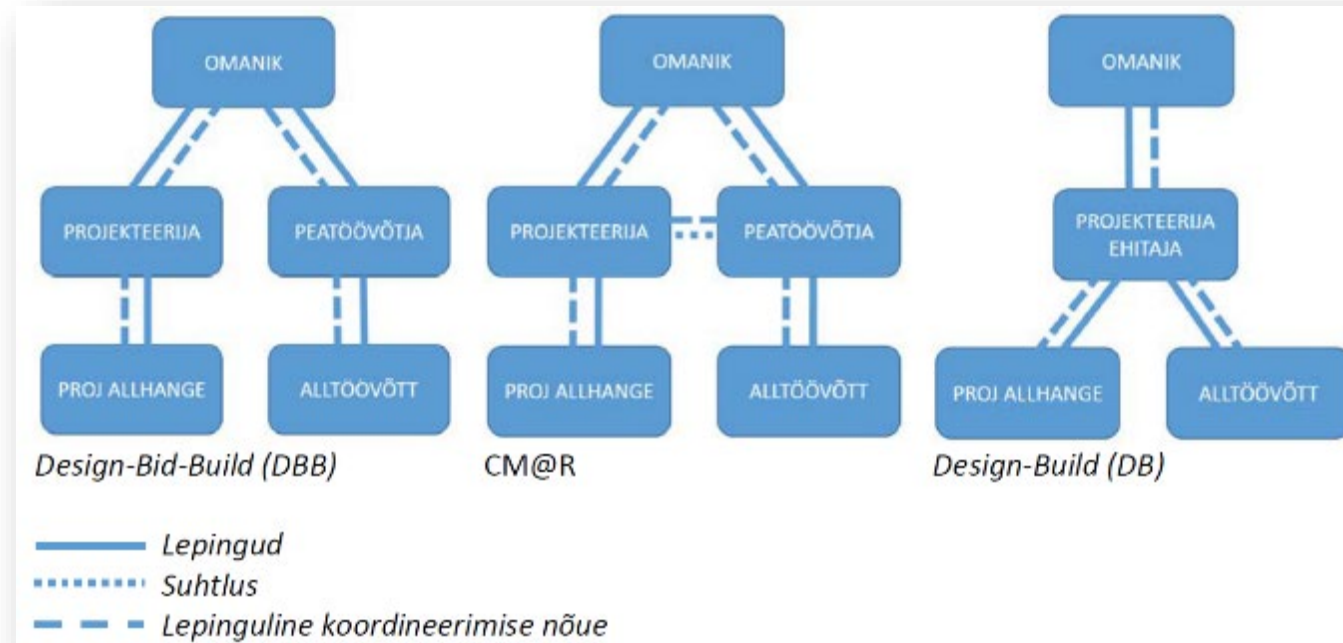 OMANIK
PROJEKTEERIJA
PEATÖÖVÕTJA
PROJ ALLHANGE
ALLTÖÖVÕTT
Design-Bid-Build (DBB)
OMANIK
PROJEKTEERIJA
PEATÖÖVÕTJA
PROJ ALLHANGE
ALLTÖÖVÕTT
CM@R
OMANIK
PROJEKTEERIJA
EHITAJA
PROJ ALLHANGE
ALLTÖÖVÕTT
Design-Build (DB)
Lepingud
Suhtlus
Lepinguline koordineerimise nõue